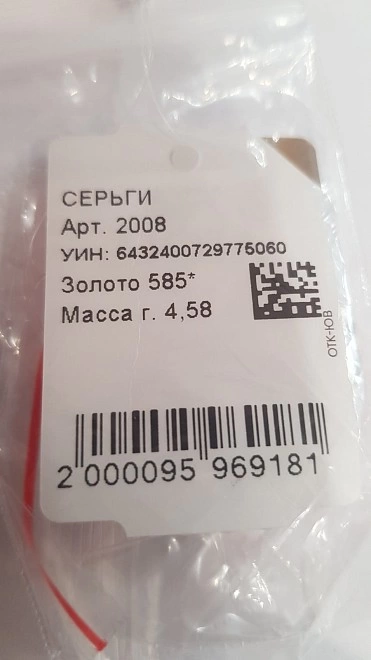 СЕРЬГИ
Арт. 2008
УИН: 6432400729775060
Золото 585*
Масса г. 4,58
ОТК-ЮВ
2 000095 969181